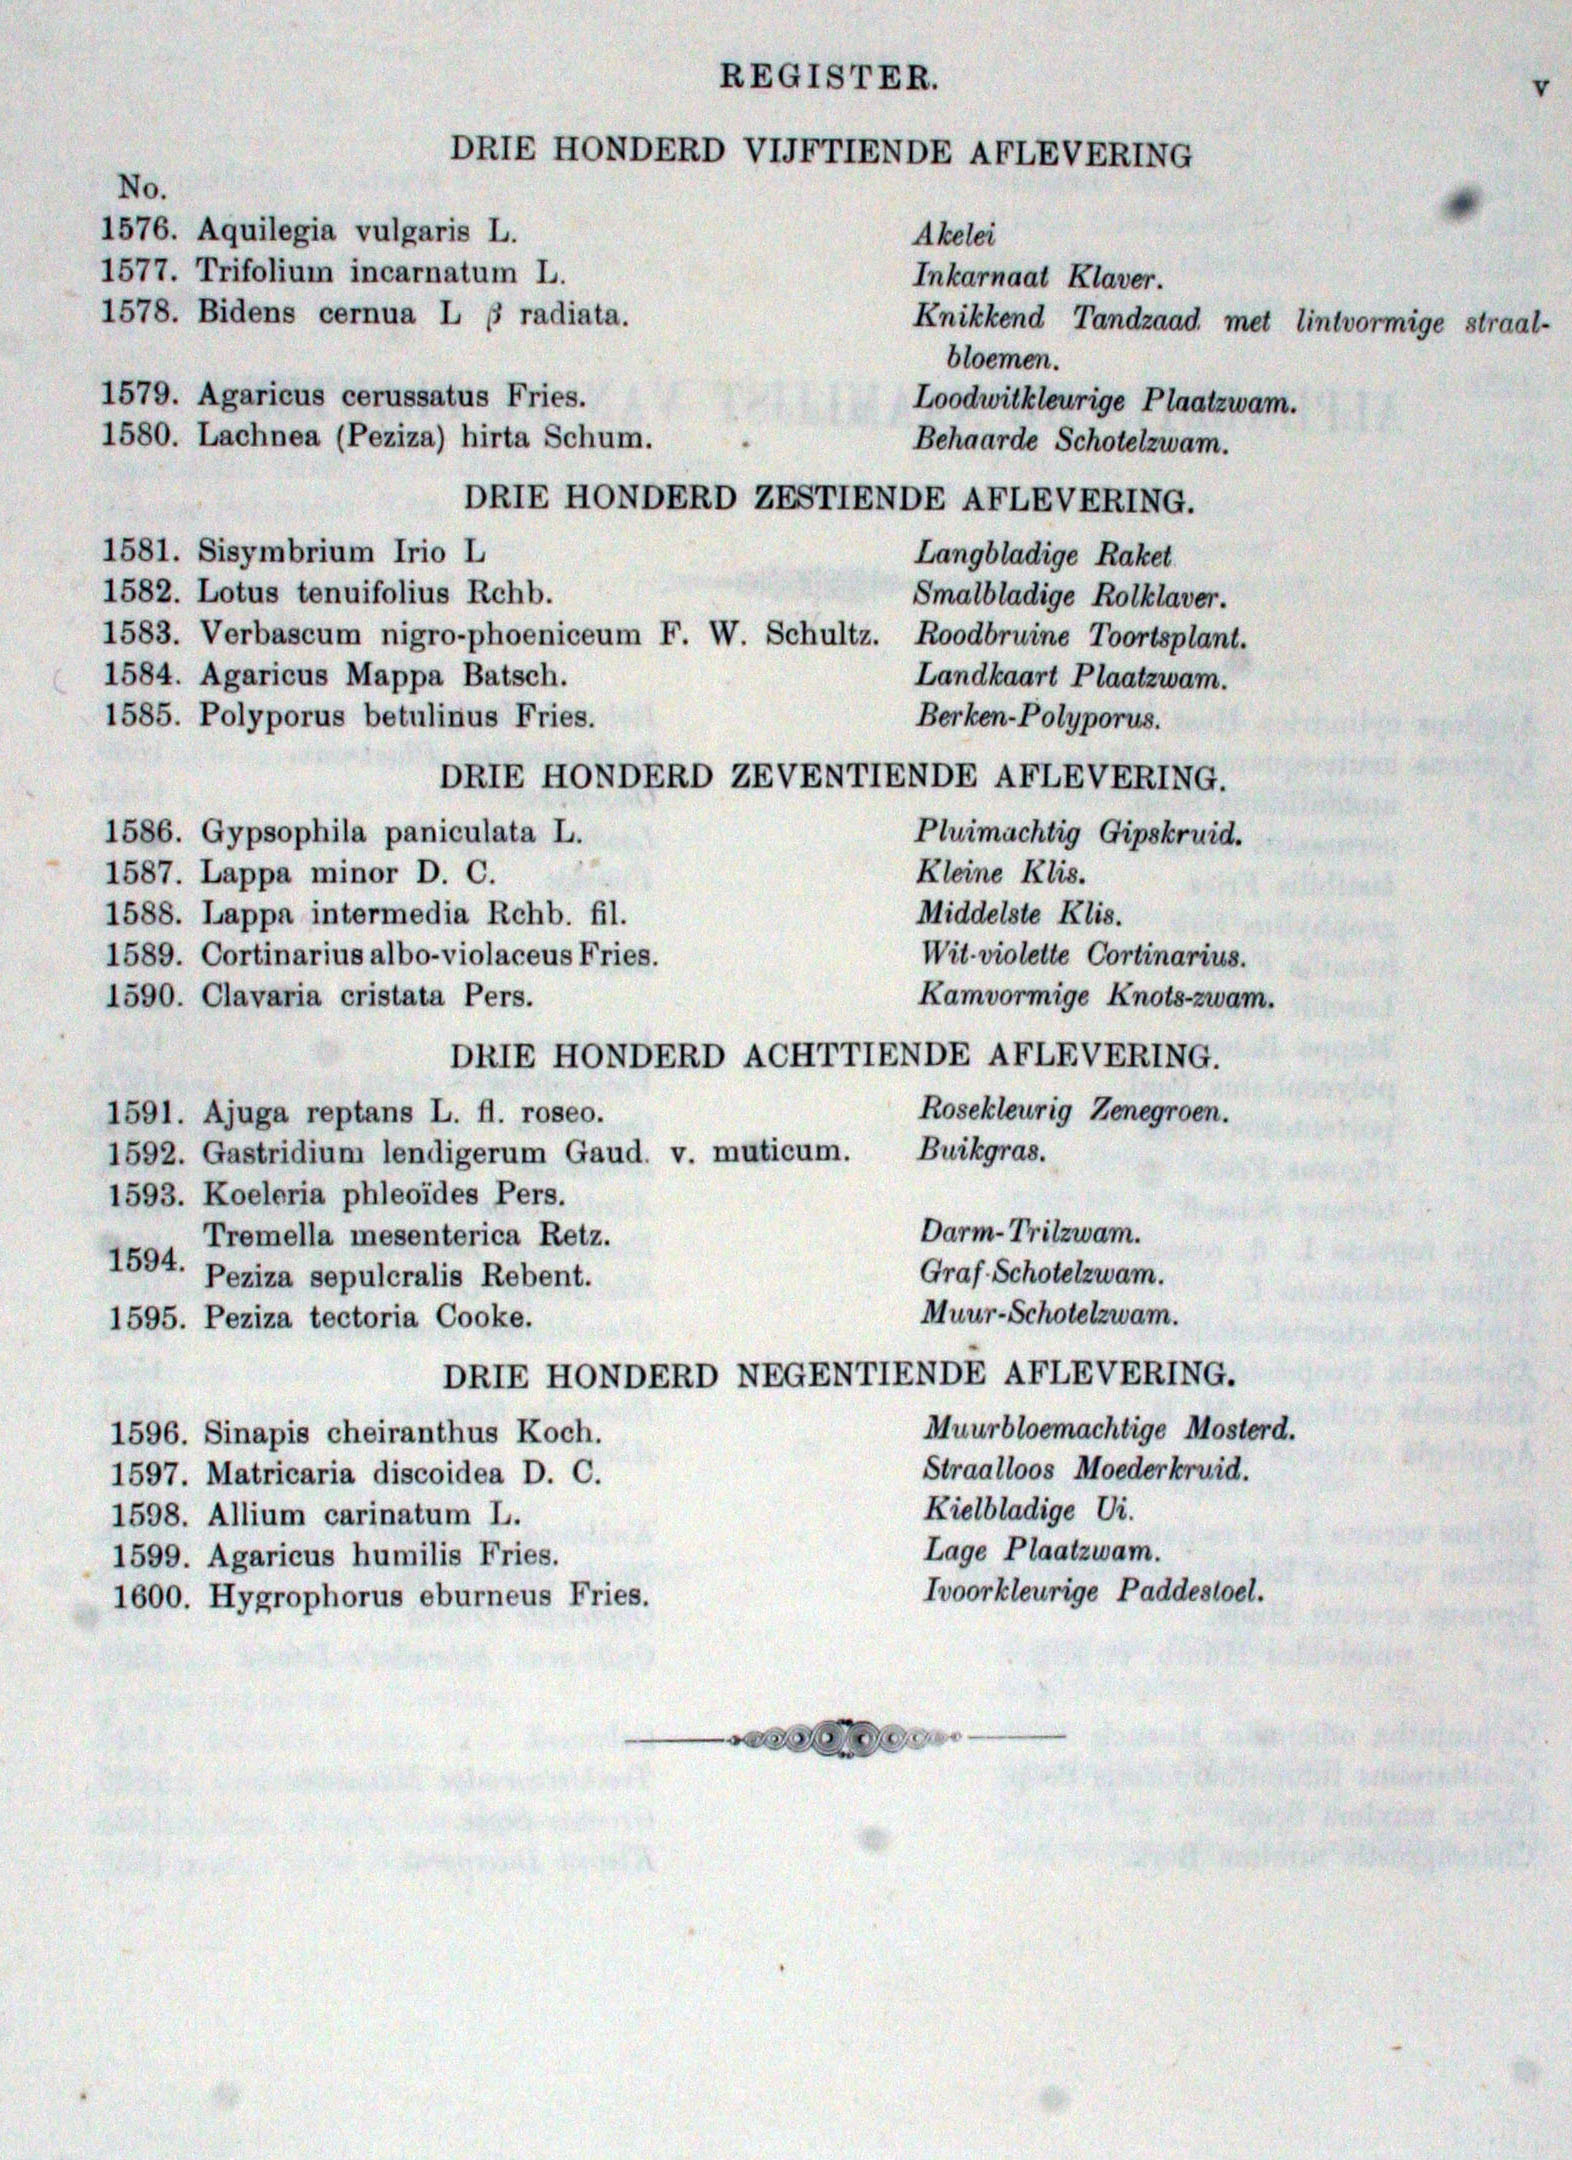 REGISTER.
V
DRIE HONDERD VIJFTIENDE AFLEVERING
No.
1576. Aquilegia vulgaris L. Akelei
1577. Trifolium incarnatum L. Inkarnaat Klaver.
1578. Bidens cernua L β radiata. Knikkend Tandzaad met lintvormige straal-
bloemen.
1579. Agaricus cerussatus Fries. Loodwitkleurige Plaatzwam.
1580. Lachnea (Peziza) hirta Schum. Behaarde Schotelzwam.
DRIE HONDERD ZESTIENDE AFLEVERING.
1581. Sisymbrium Irio L Langbladige Raket
1582. Lotus tenuifolius Rchb. Smalbladige Rolklaver.
1583. Verbascum nigro-phoeniceum F. W. Schultz. Roodbruine Toortsplant.
1584. Agaricus Mappa Batsch. Landkaart Plaatzwam.
1585. Polyporus betulinus Fries. Berken-Polyporus.
DRIE HONDERD ZEVENTIENDE AFLEVERING.
1586. Gypsophila paniculata L. Pluimachtig Gipskruid.
1587. Lappa minor D. C. Kleine Klis.
1588. Lappa intermedia Rchb. fil. Middelste Klis.
1589. Cortinarius albo-violaceus Fries. Wit-violette Cortinarius.
1590. Clavaria cristata Pers. Kamvormige Knots-zwam.
DRIE HONDERD ACHTTIENDE AFLEVERING.
1591. Ajuga reptans L. fl. roseo. Rosekleurig Zenegroen.
1592. Gastridium lendigerum Gaud. v. muticum. Buikgras.
1593. Koeleria phleoïdes Pers.
Tremella mesenterica Retz. Darm-Trilzwam.
1594.
Peziza sepulcralis Rebent. Graf-Schotelzwam.
1595. Peziza tectoria Cooke. Muur-Schotelzwam.
DRIE HONDERD NEGENTIENDE AFLEVERING.
1596. Sinapis cheiranthus Koch. Muurbloemachtige Mosterd.
1597. Matricaria discoidea D. C. Straalloos Moederkruid.
1598. Allium carinatum L. Kielbladige Ui.
1599. Agaricus humilis Fries. Lage Plaatzwam.
1600. Hygrophorus eburneus Fries. Ivoorkleurige Paddestoel.